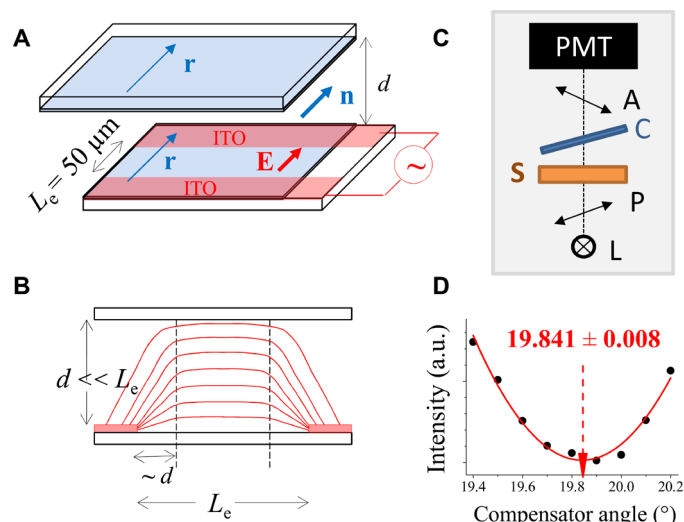 A
r
d
n
ITO
r
E
ITO
~
Le = 50 μm
B
d << Le
~d
Le
C
PMT
A
C
S
P
L
D
19.841 ± 0.008
Intensity (a.u.)
19.4 19.6 19.8 20.0 20.2
Compensator angle (°)